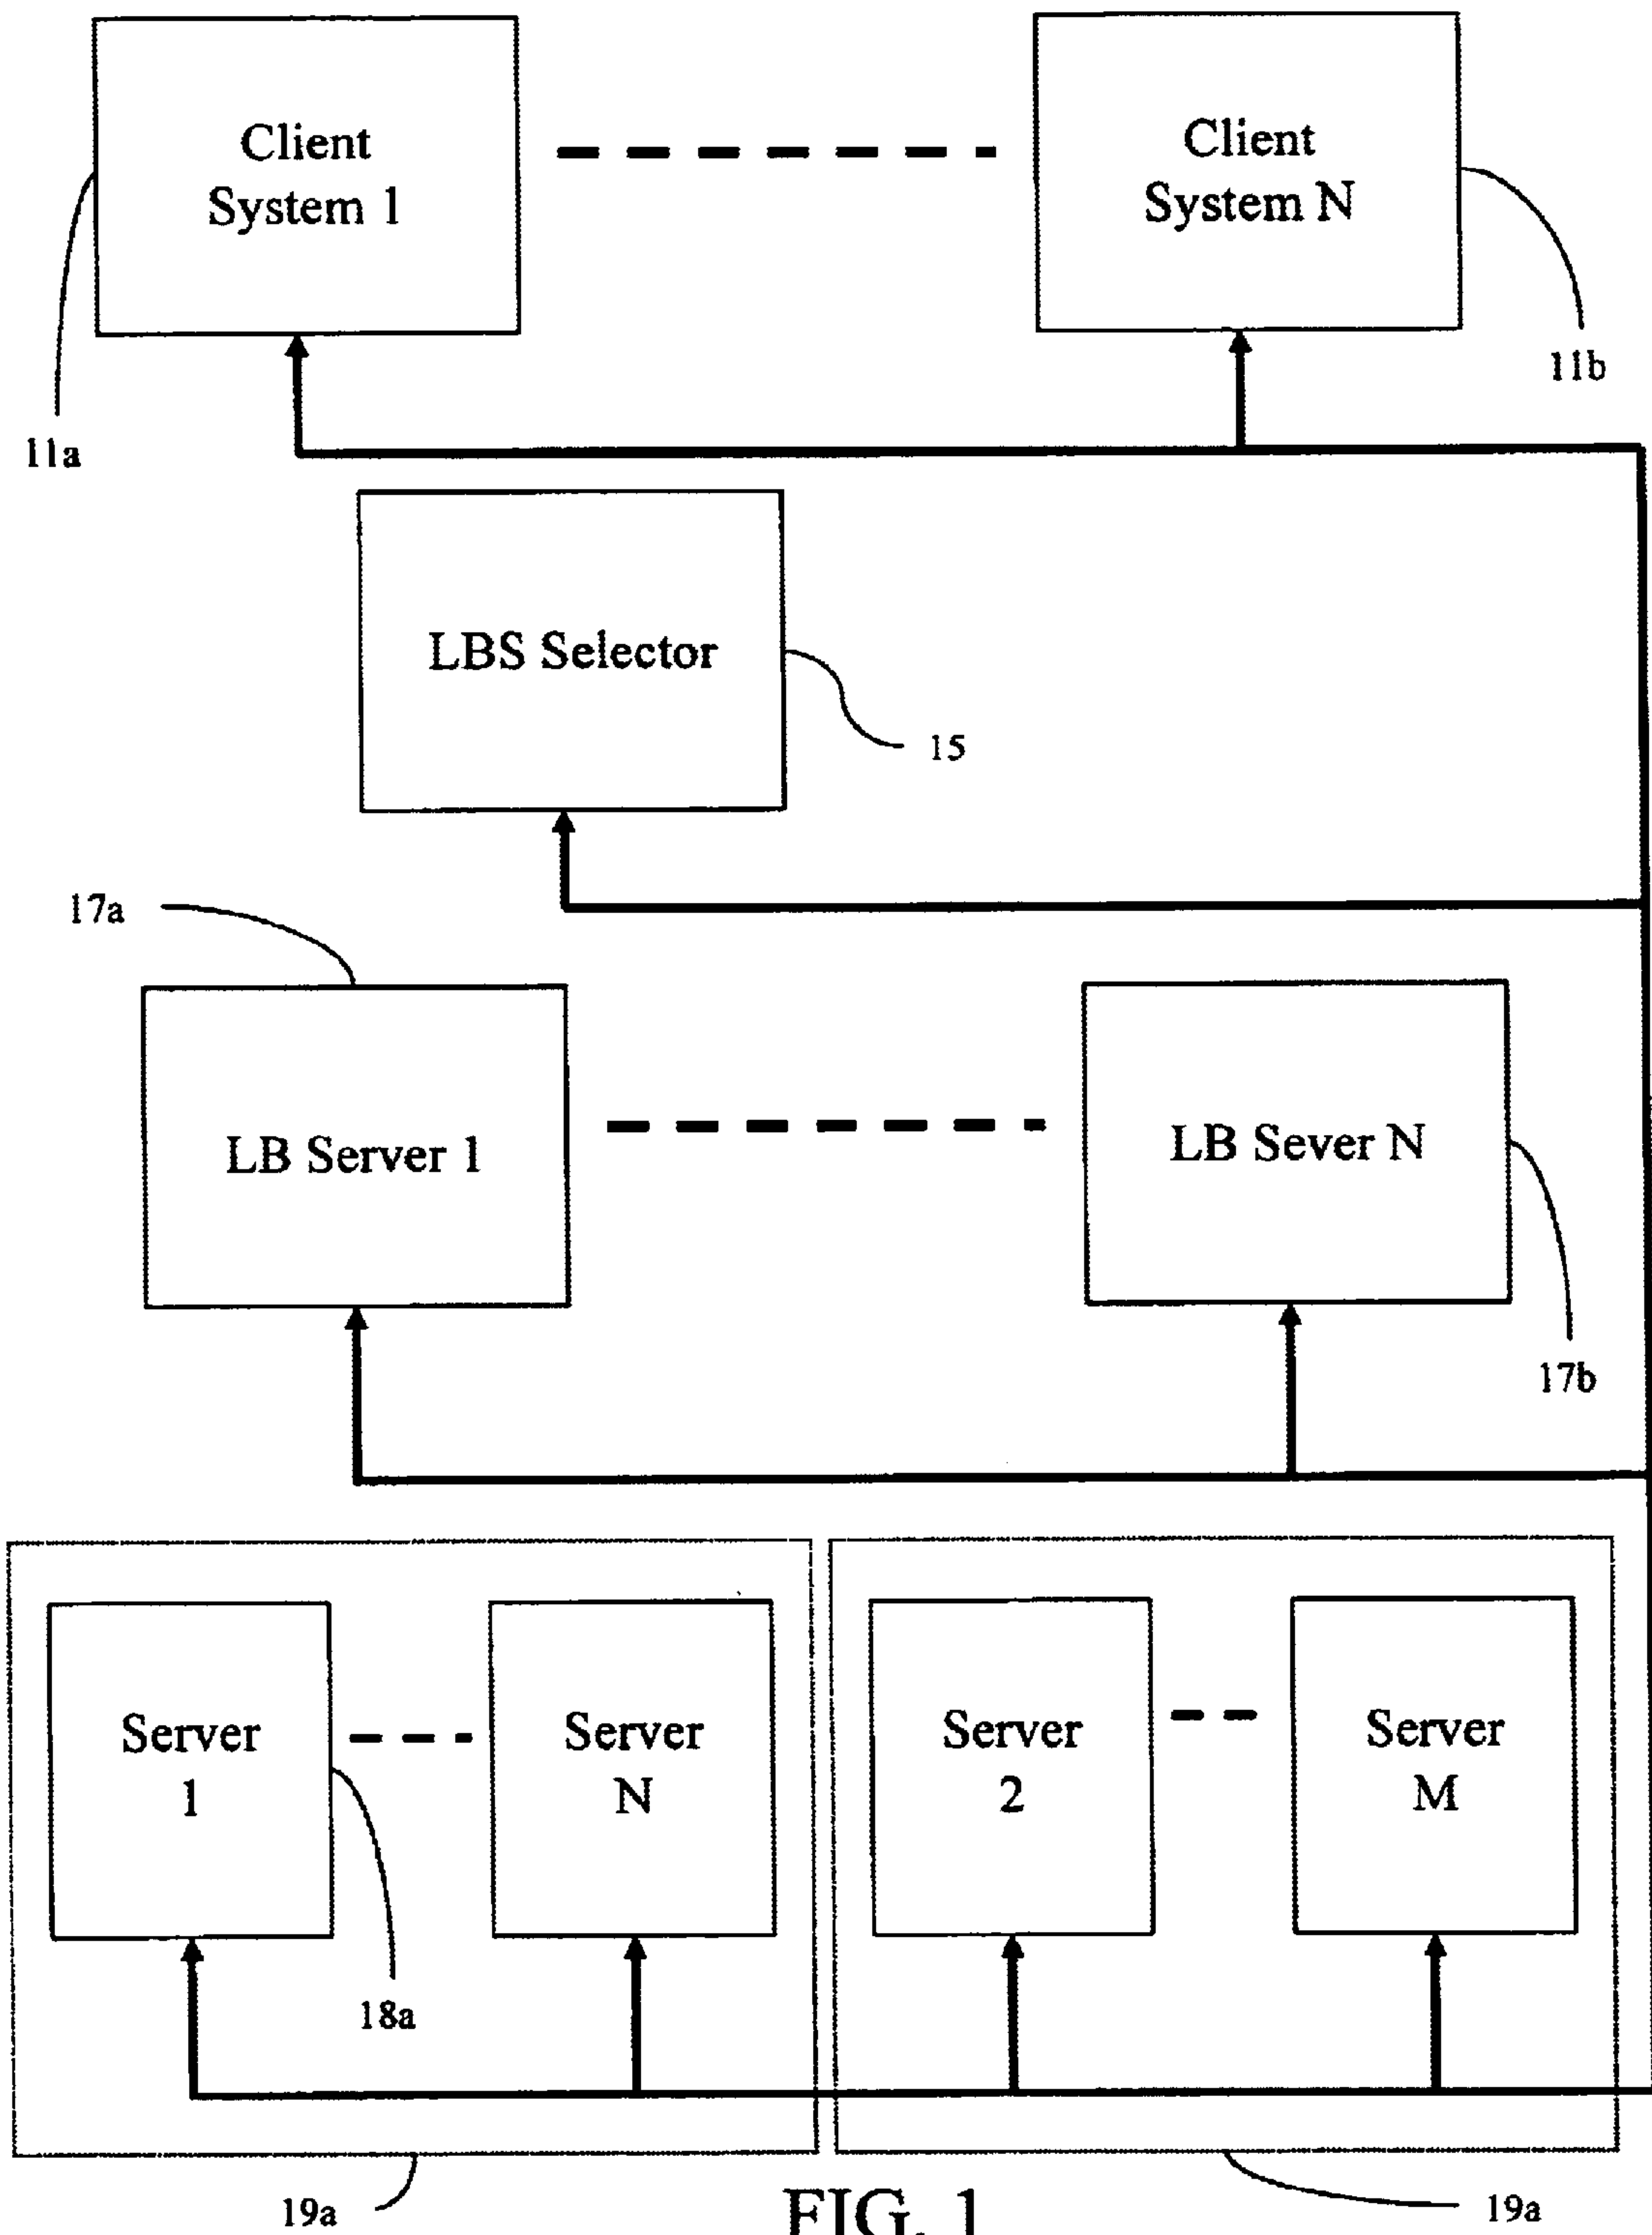 Client
System 1
Client
System N
11a
11b
LBS Selector
15
17a
LB Server 1
LB Sever N
17b
Server
1
Server
N
Server
2
Server
M
18a
19a
19a
FIG. 1